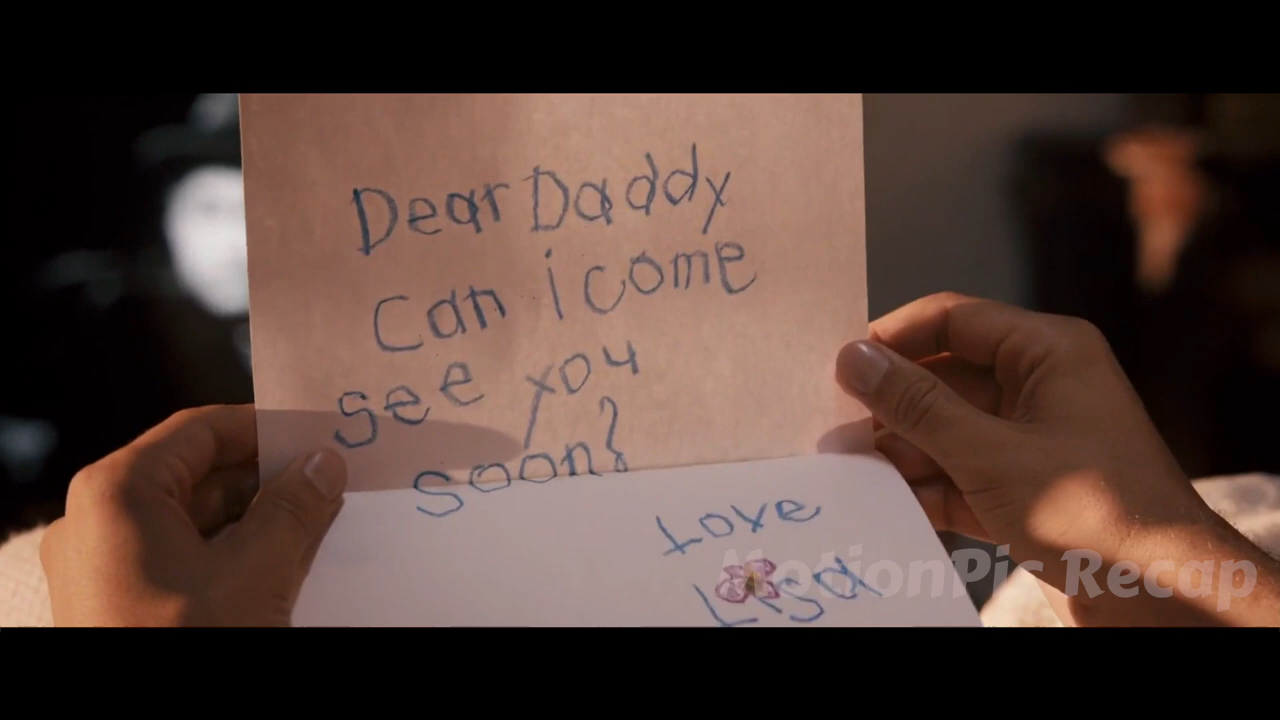 Dear Daddy
Can i come
see you
soon?
Love
Lisa
MotionPic Recap